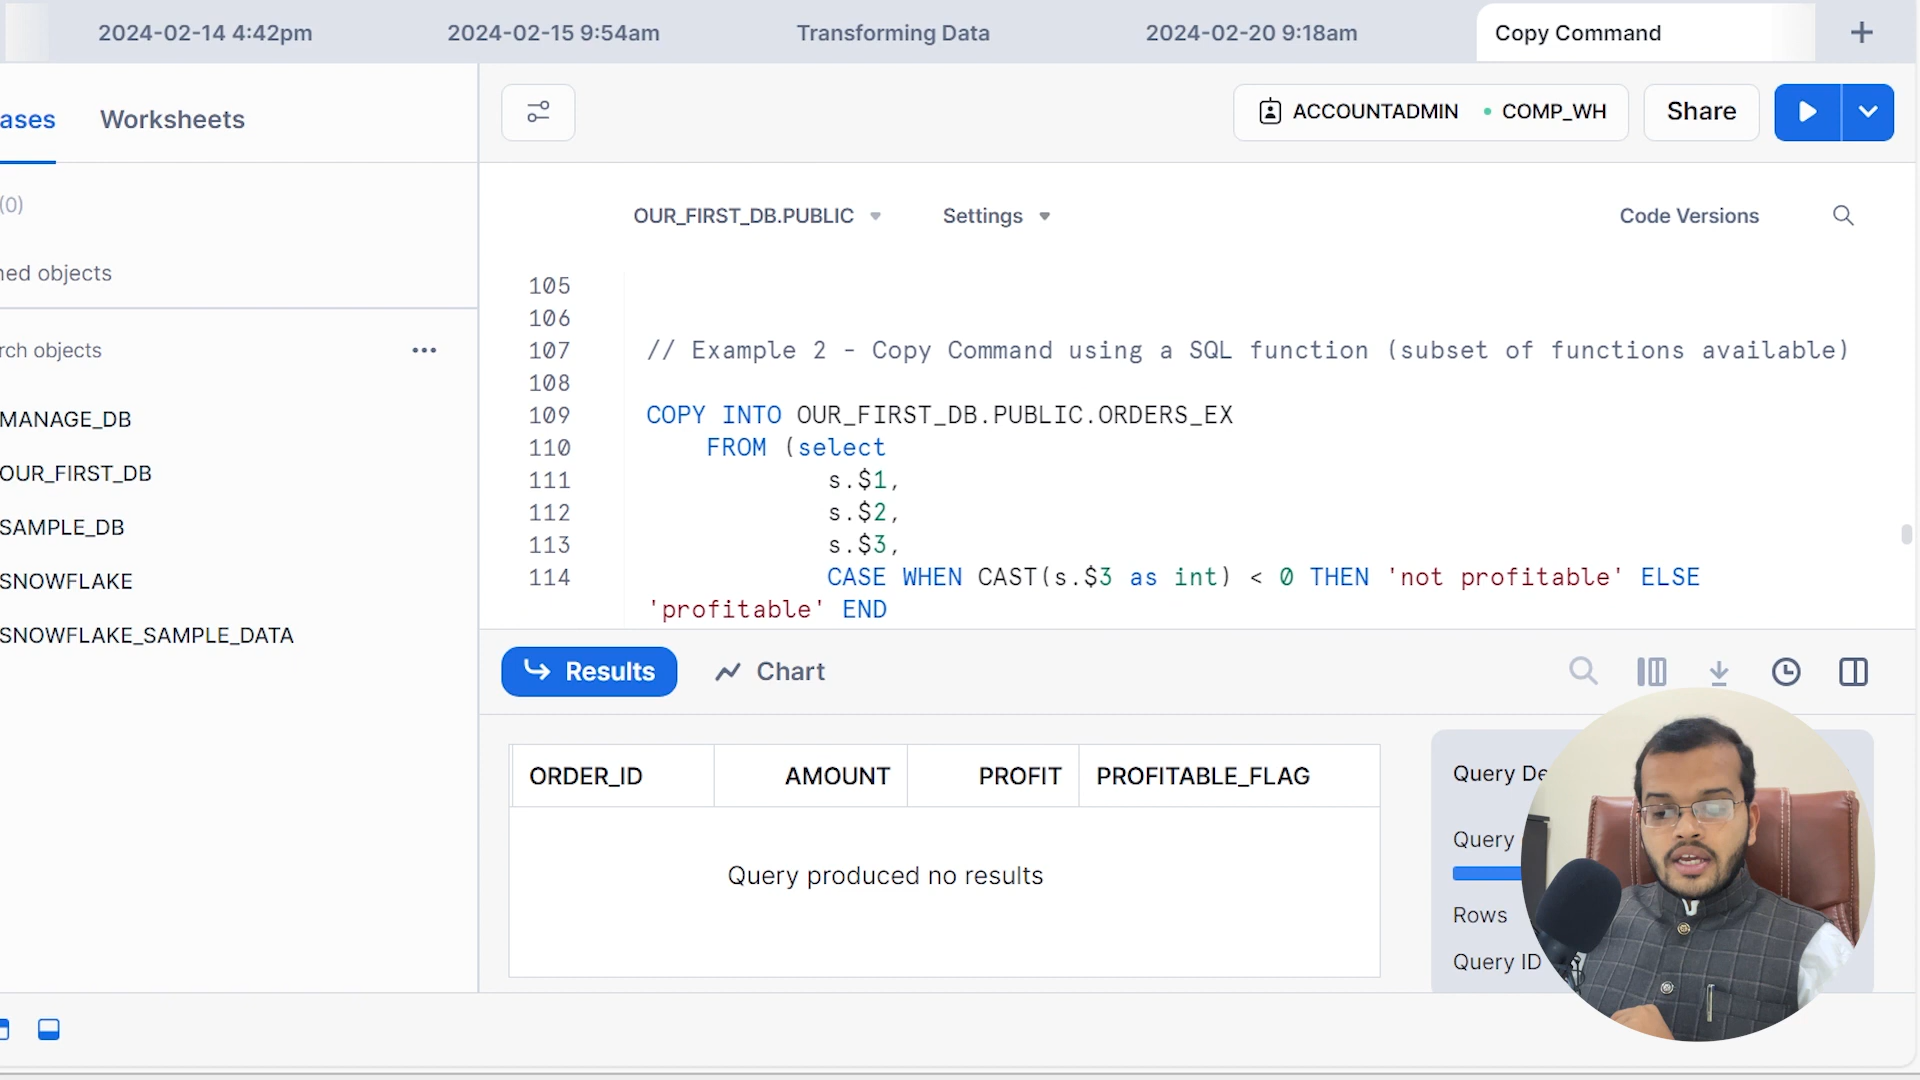 2024-02-14 4:42pm
2024-02-15 9:54am
Transforming Data
2024-02-20 9:18am
Copy Command
ases
Worksheets
ACCOUNTADMIN
COMP_WH
Share
(0)
OUR_FIRST_DB.PUBLIC
Settings
Code Versions
ned objects
rch objects
MANAGE_DB
OUR_FIRST_DB
SAMPLE_DB
SNOWFLAKE
SNOWFLAKE_SAMPLE_DATA
105
106
107 // Example 2 - Copy Command using a SQL function (subset of functions available)
108
109 COPY INTO OUR_FIRST_DB.PUBLIC.ORDERS_EX
110 FROM (select
111 s.$1,
112 s.$2,
113 s.$3,
114 CASE WHEN CAST(s.$3 as int) < 0 THEN 'not profitable' ELSE
'profitable' END
Results
Chart
ORDER_ID AMOUNT PROFIT PROFITABLE_FLAG
Query produced no results
Query De
Query
Rows
Query ID